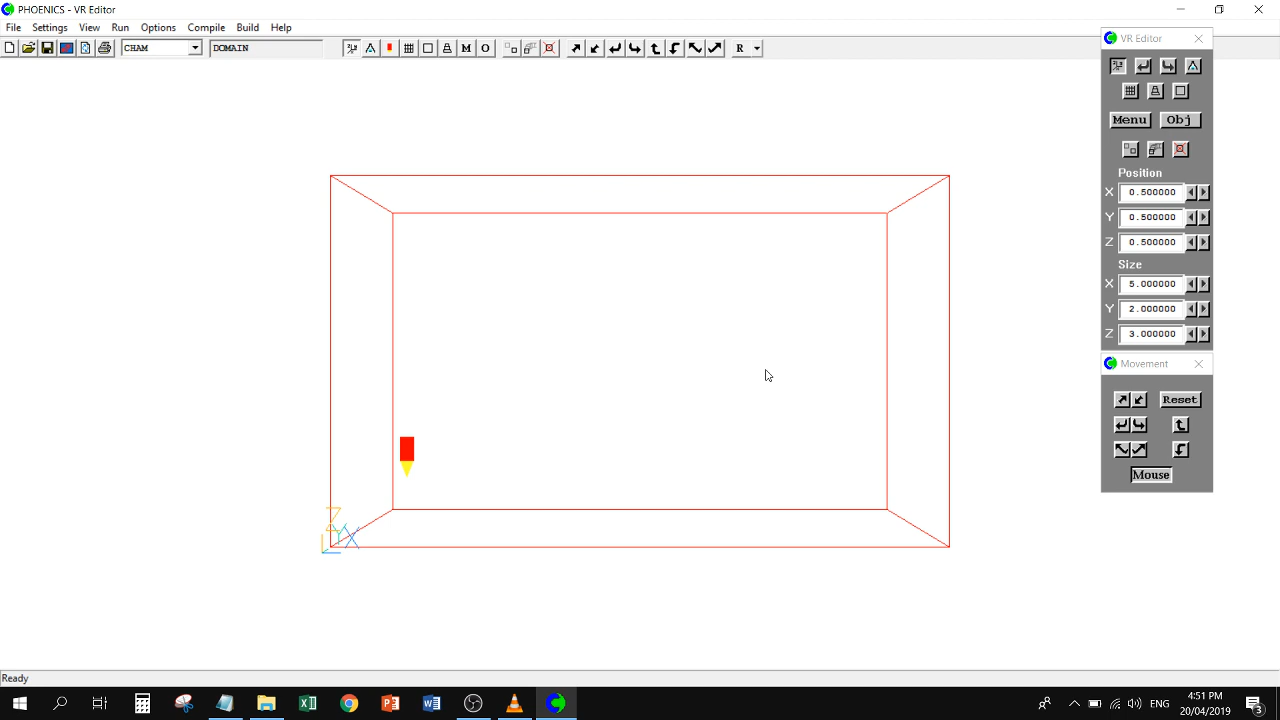 PHOENICS - VR Editor
File Settings View Run Options Compile Build Help
CHAM DOMAIN M O R
VR Editor
Menu Obj
Position
X 0.500000
Y 0.500000
Z 0.500000
Size
X 5.000000
Y 2.000000
Z 3.000000
Movement
Reset
Mouse
Z
Y X
Ready
ENG
4:51 PM
20/04/2019
3